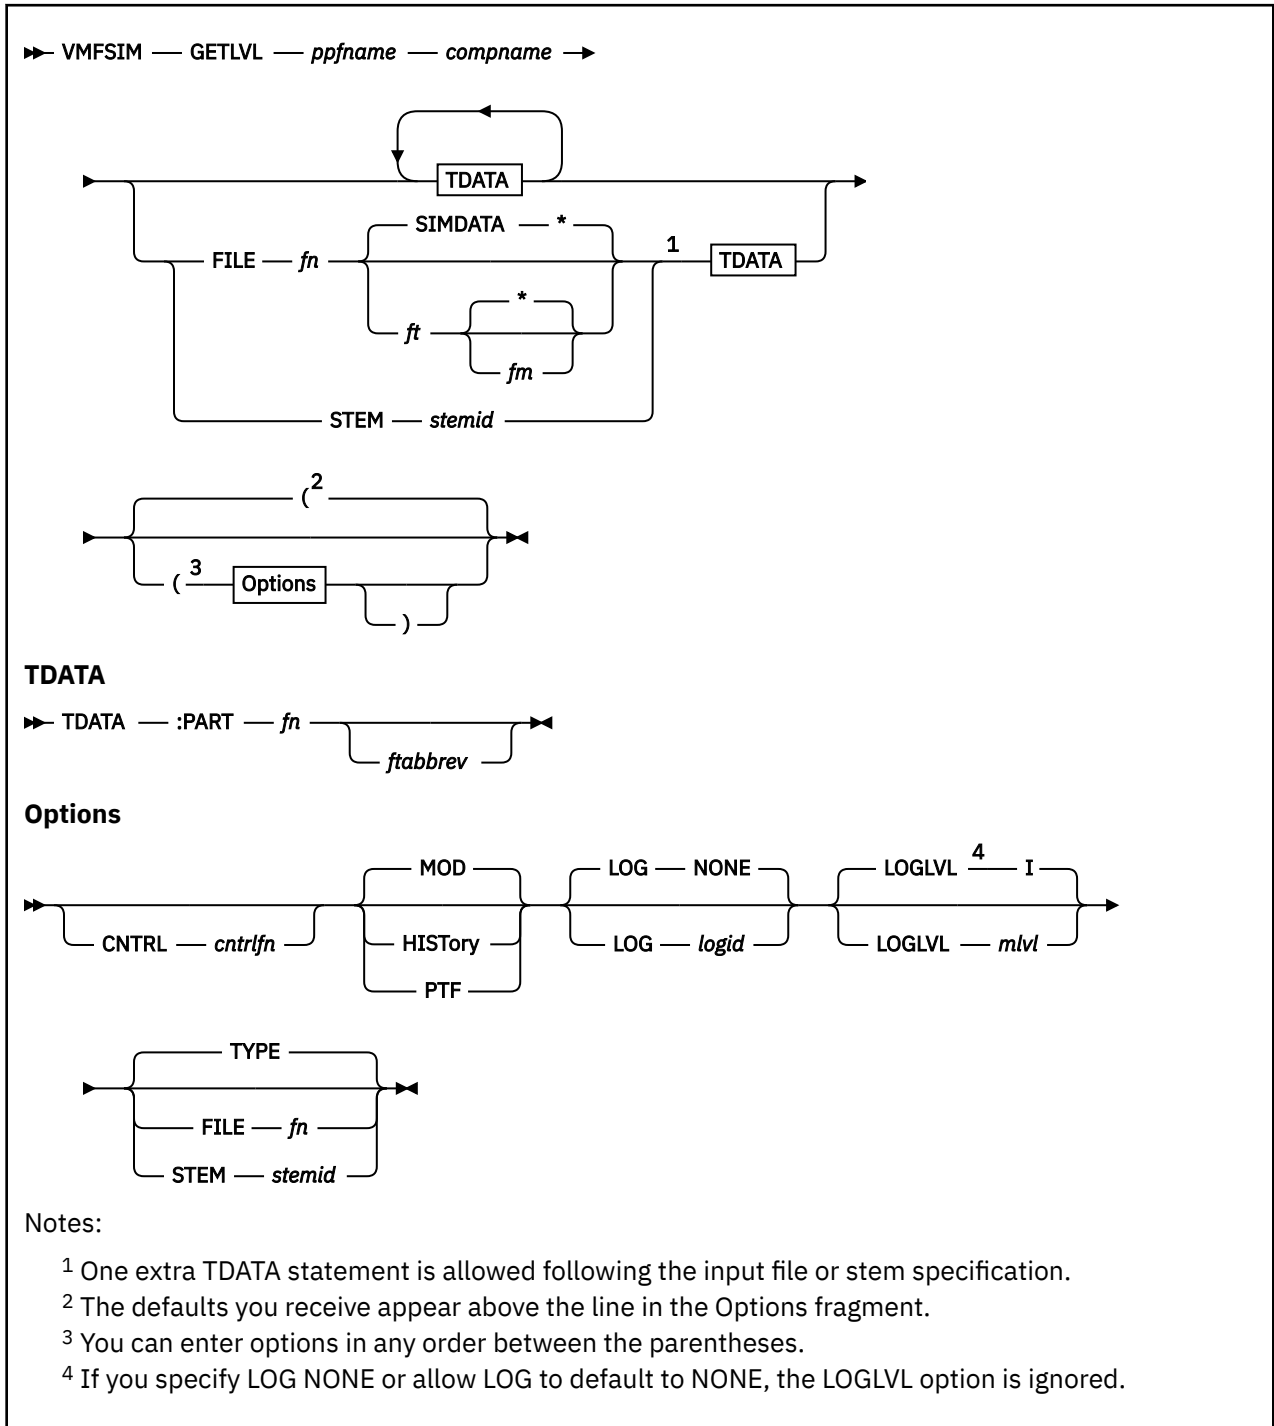 VMFSIM GETLVL ppfname compname
TDATA
SIMDATA *
FILE fn 1 TDATA
*
ft
fm
STEM stemid
( 2
( 3 Options
)
TDATA
TDATA :PART fn
ftabbrev
Options
MOD LOG NONE LOGLVL 4 I
CNTRL cntrlfn HISTory LOG logid LOGLVL mlvl
PTF
TYPE
FILE fn
STEM stemid
Notes:
1 One extra TDATA statement is allowed following the input file or stem specification.
2 The defaults you receive appear above the line in the Options fragment.
3 You can enter options in any order between the parentheses.
4 If you specify LOG NONE or allow LOG to default to NONE, the LOGLVL option is ignored.